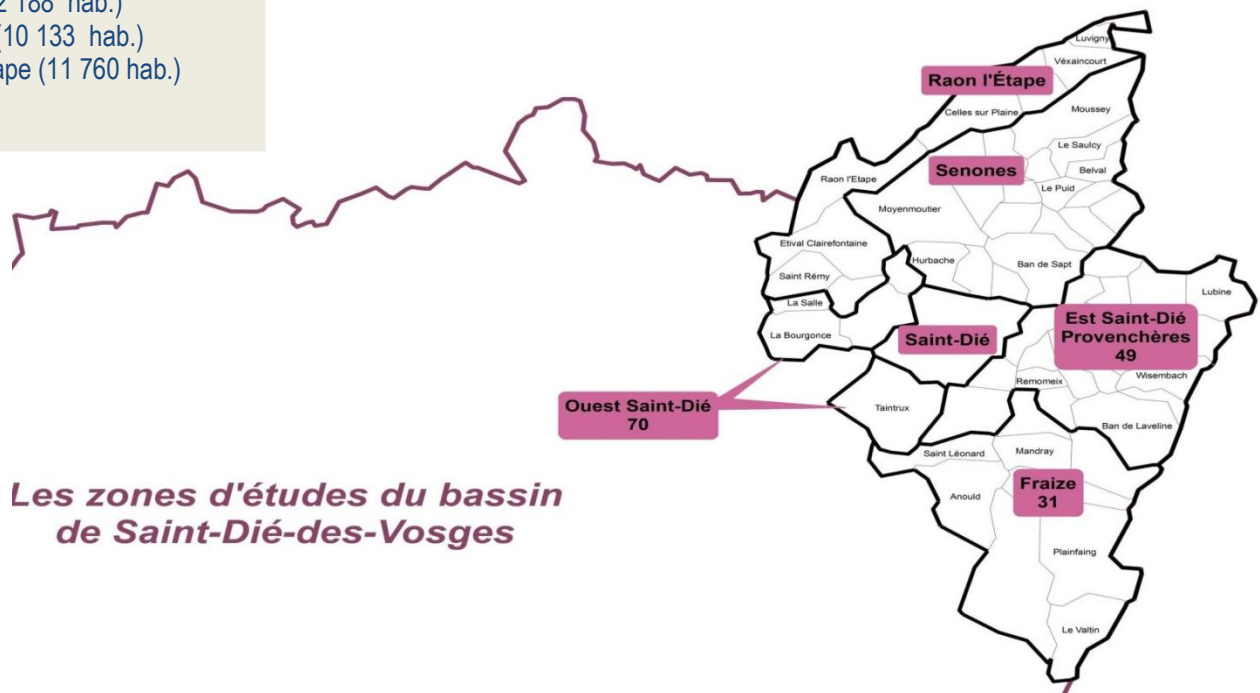 188 hab.)
(10 133 hab.)
ape (11 760 hab.)
Luvigny
Véxaincourt
Raon l'Étape
Celles sur Plaine
Moussey
Le Saulcy
Senones
Belval
Raon l'Etape
Le Puid
Moyenmoutier
Etival Clairefontaine
Hurbache
Ban de Sapt
Saint Rémy
Lubine
La Salle
Est Saint-Dié
Provenchères
49
La Bourgonce
Saint-Dié
Remomeix
Wisembach
Ouest Saint-Dié
70
Taintrux
Ban de Laveline
Saint Léonard
Mandray
Fraize
31
Anould
Les zones d'études du bassin
de Saint-Dié-des-Vosges
Plainfaing
Le Valtin